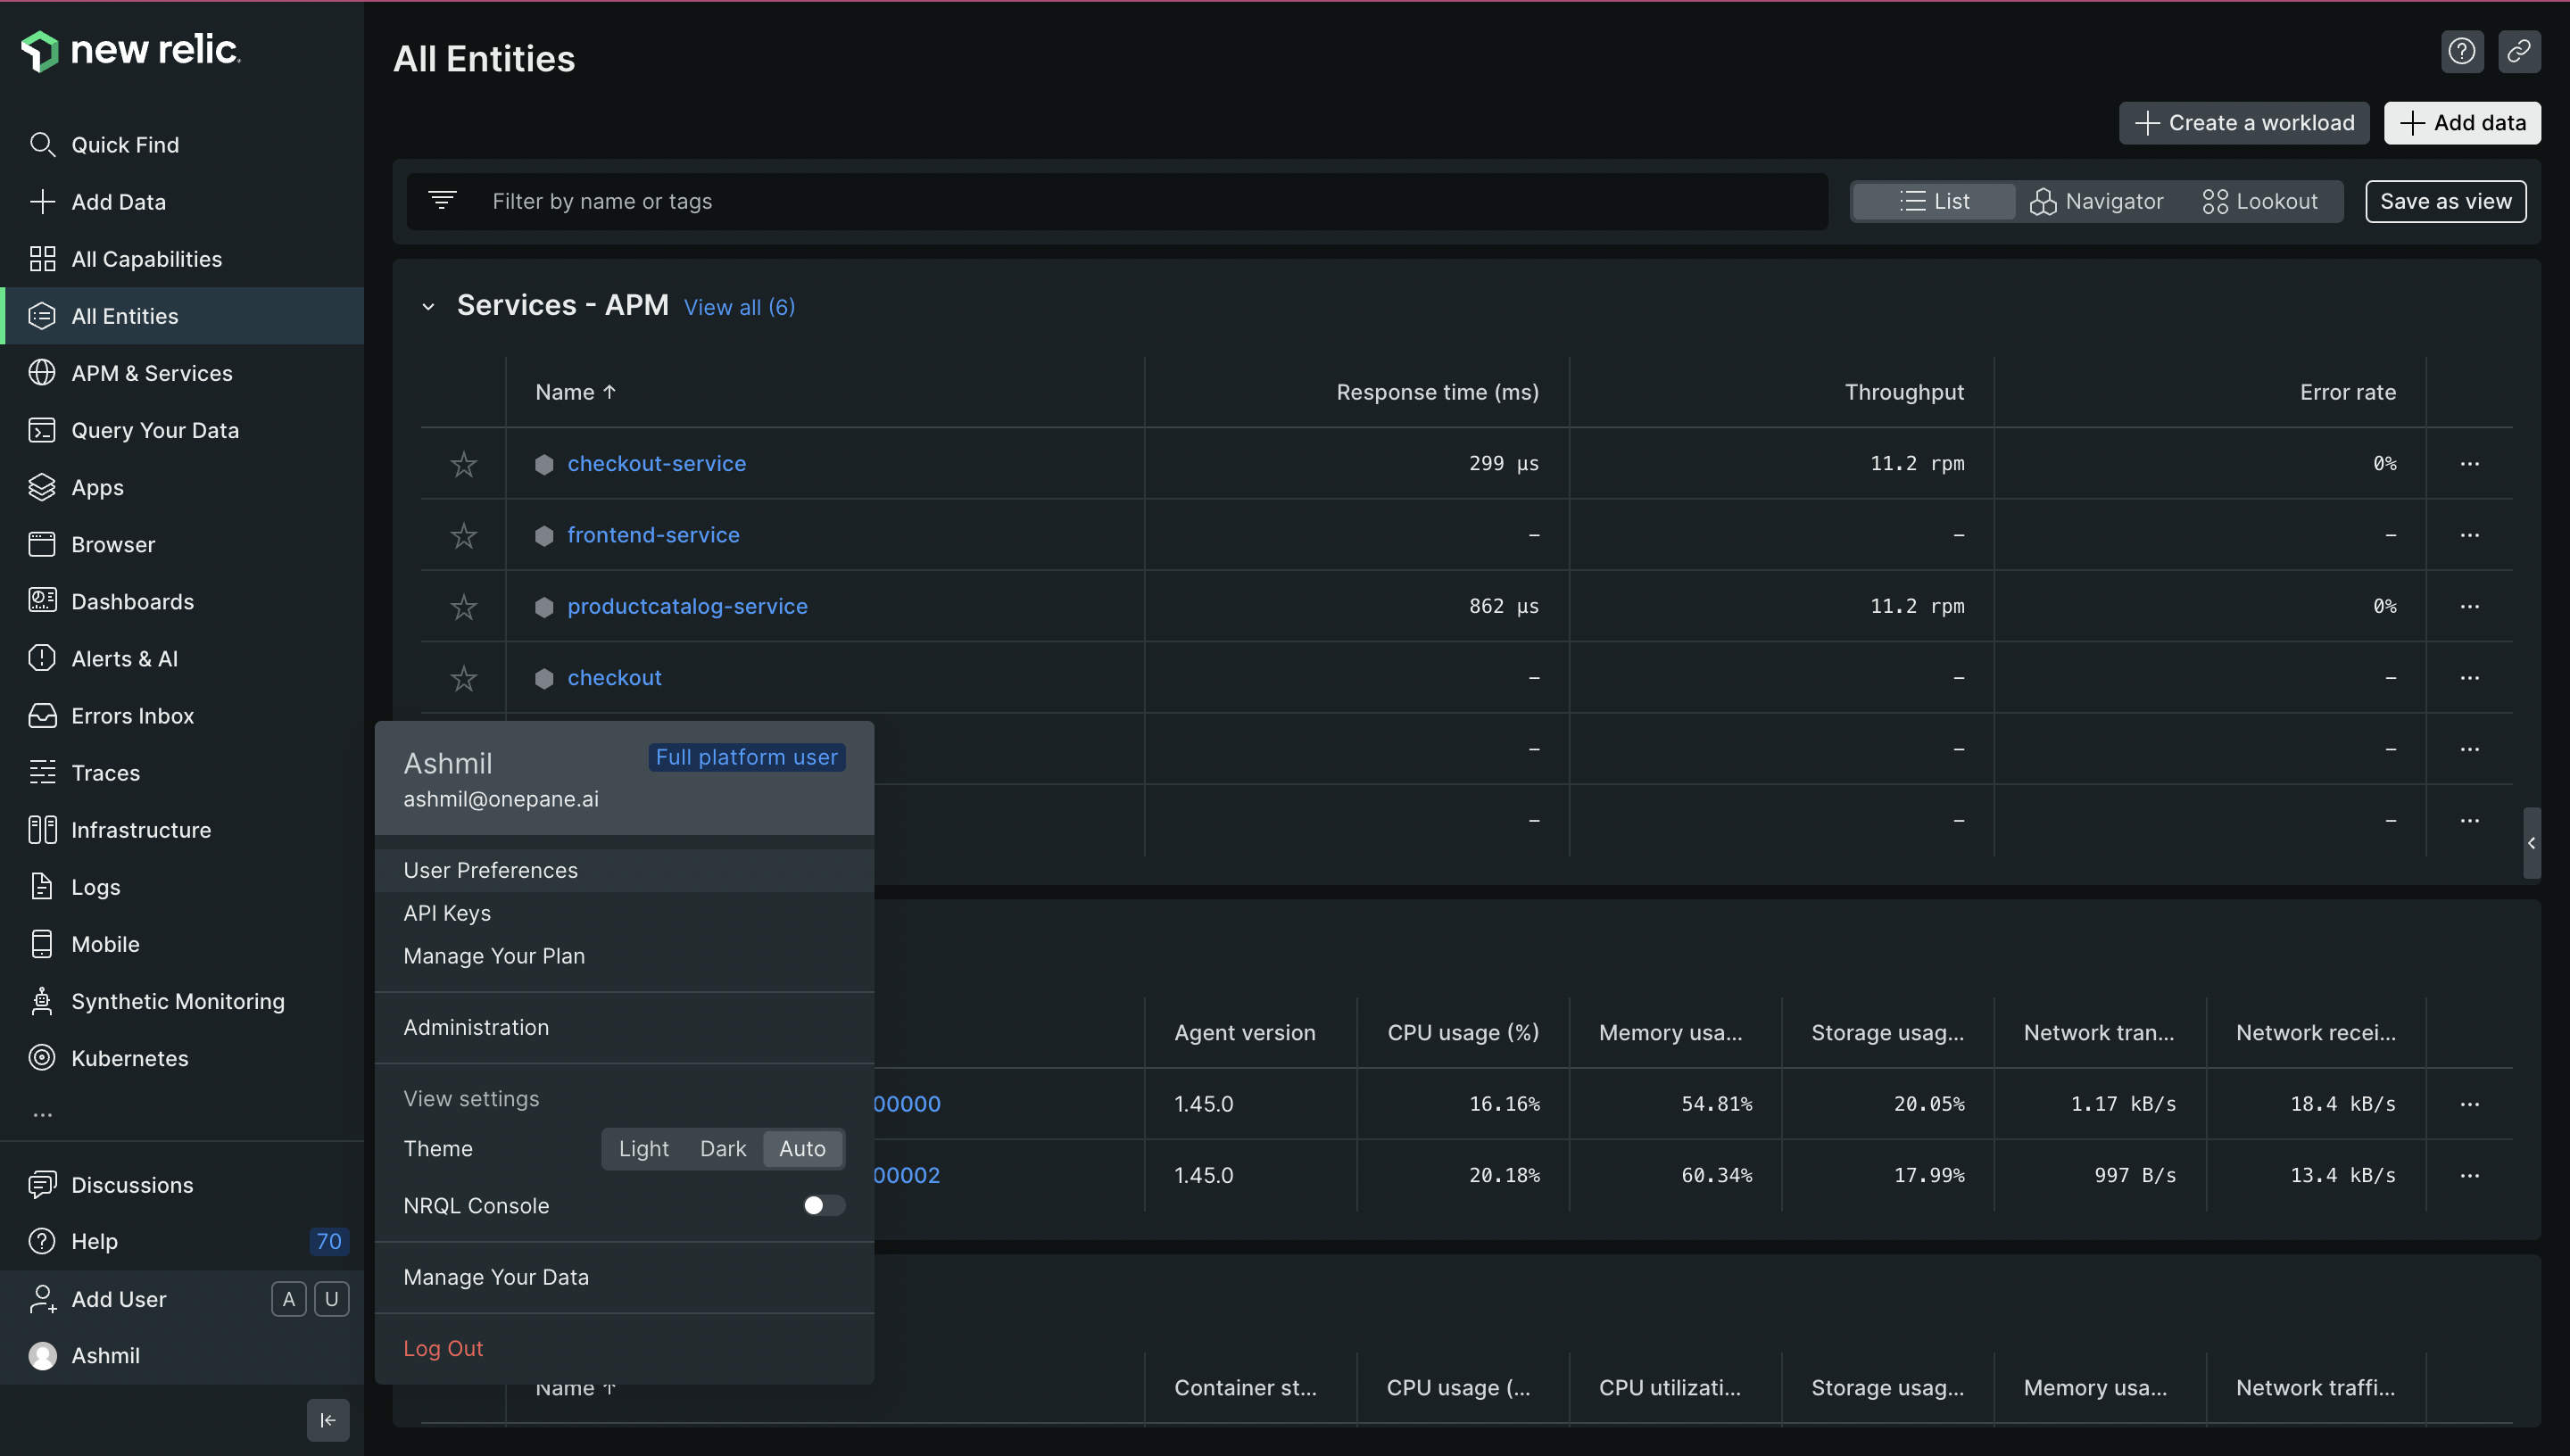 new relic.
Quick Find
Add Data
All Capabilities
All Entities
APM & Services
Query Your Data
Apps
Browser
Dashboards
Alerts & AI
Errors Inbox
Traces
Infrastructure
Logs
Mobile
Synthetic Monitoring
Kubernetes
...
Discussions
Help 70
Add User A U
Ashmil
All Entities
Create a workload Add data
Filter by name or tags List Navigator Lookout Save as view
Services - APM View all (6)
Name ↑ Response time (ms) Throughput Error rate
checkout-service 299 µs 11.2 rpm 0% ...
frontend-service – – – ...
productcatalog-service 862 µs 11.2 rpm 0% ...
checkout – – – ...
– – – ...
– – – ...
Ashmil Full platform user
ashmil@onepane.ai
User Preferences
API Keys
Manage Your Plan
Administration
View settings
Theme Light Dark Auto
NRQL Console
Manage Your Data
Log Out
Agent version CPU usage (%) Memory usa... Storage usag... Network tran... Network recei...
00000 1.45.0 16.16% 54.81% 20.05% 1.17 kB/s 18.4 kB/s ...
00002 1.45.0 20.18% 60.34% 17.99% 997 B/s 13.4 kB/s ...
Name ↑ Container st... CPU usage (... CPU utilizati... Storage usag... Memory usa... Network traffi...